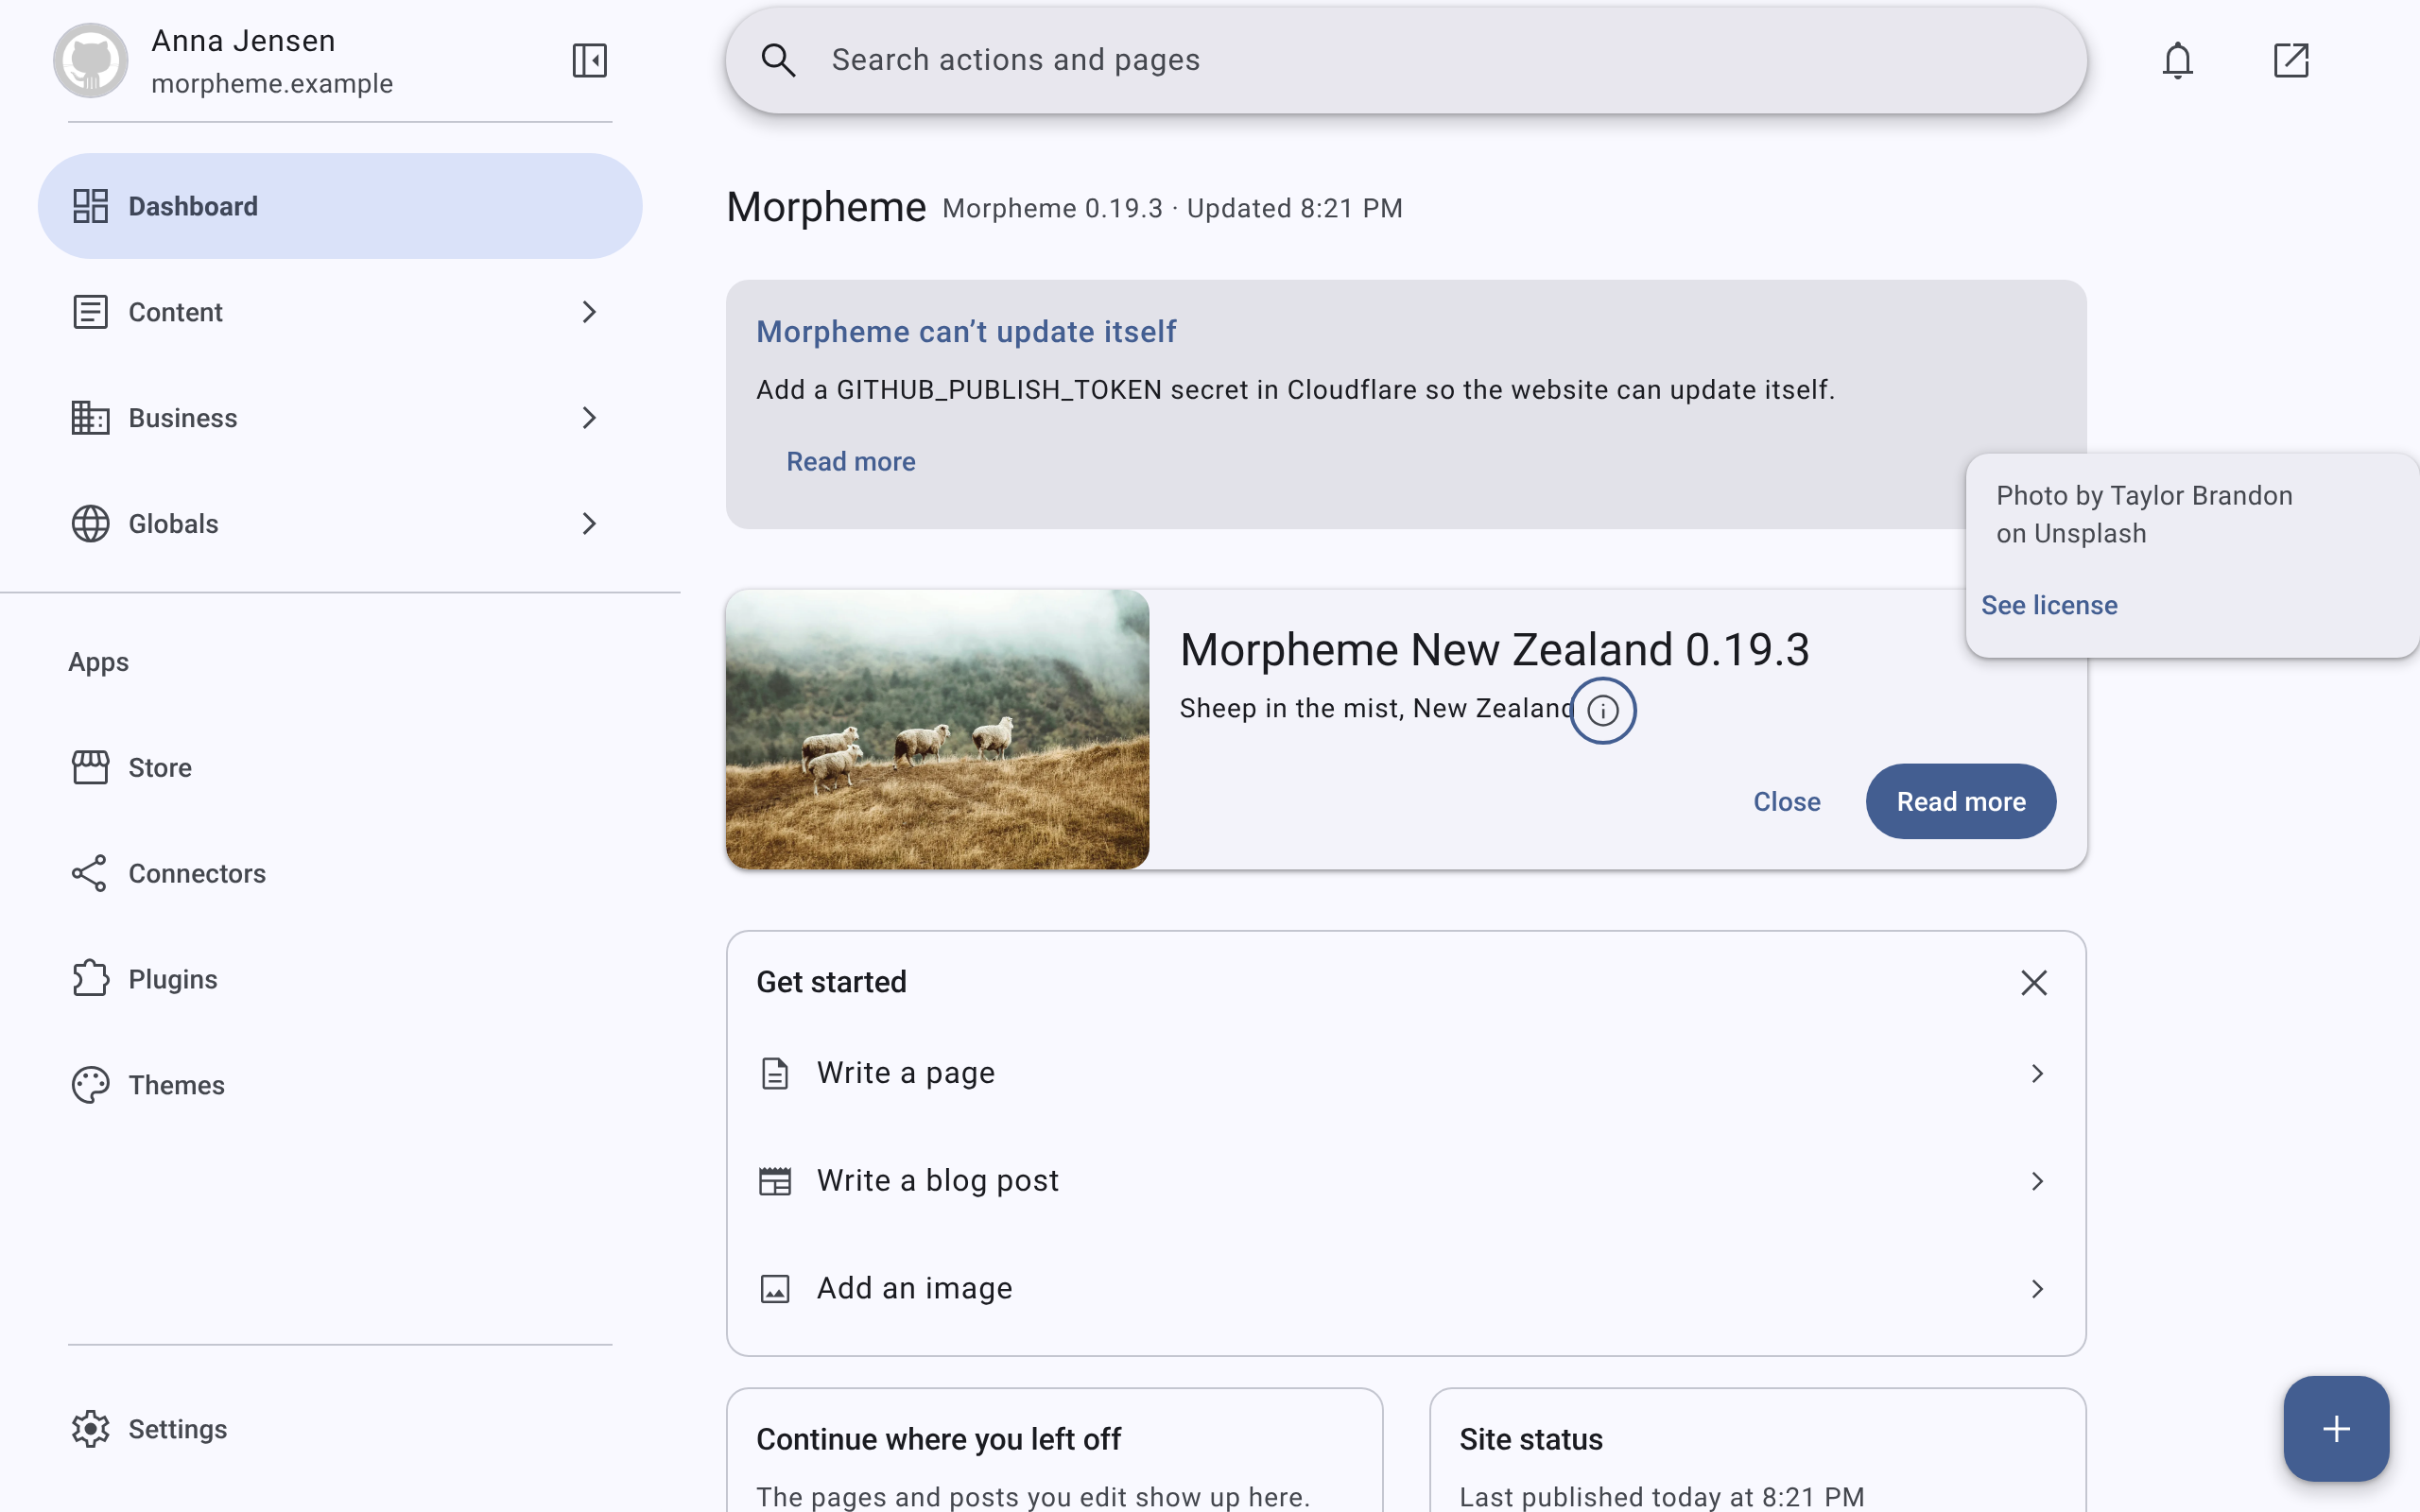 Anna Jensen
morpheme.example
Dashboard
Content
Business
Globals
Apps
Store
Connectors
Plugins
Themes
Settings
Search actions and pages
Morpheme
Morpheme 0.19.3 · Updated 8:21 PM
Morpheme can’t update itself
Add a GITHUB_PUBLISH_TOKEN secret in Cloudflare so the website can update itself.
Read more
Photo by Taylor Brandon
on Unsplash
See license
Morpheme New Zealand 0.19.3
Sheep in the mist, New Zealand
Close
Read more
Get started
Write a page
Write a blog post
Add an image
Continue where you left off
The pages and posts you edit show up here.
Site status
Last published today at 8:21 PM